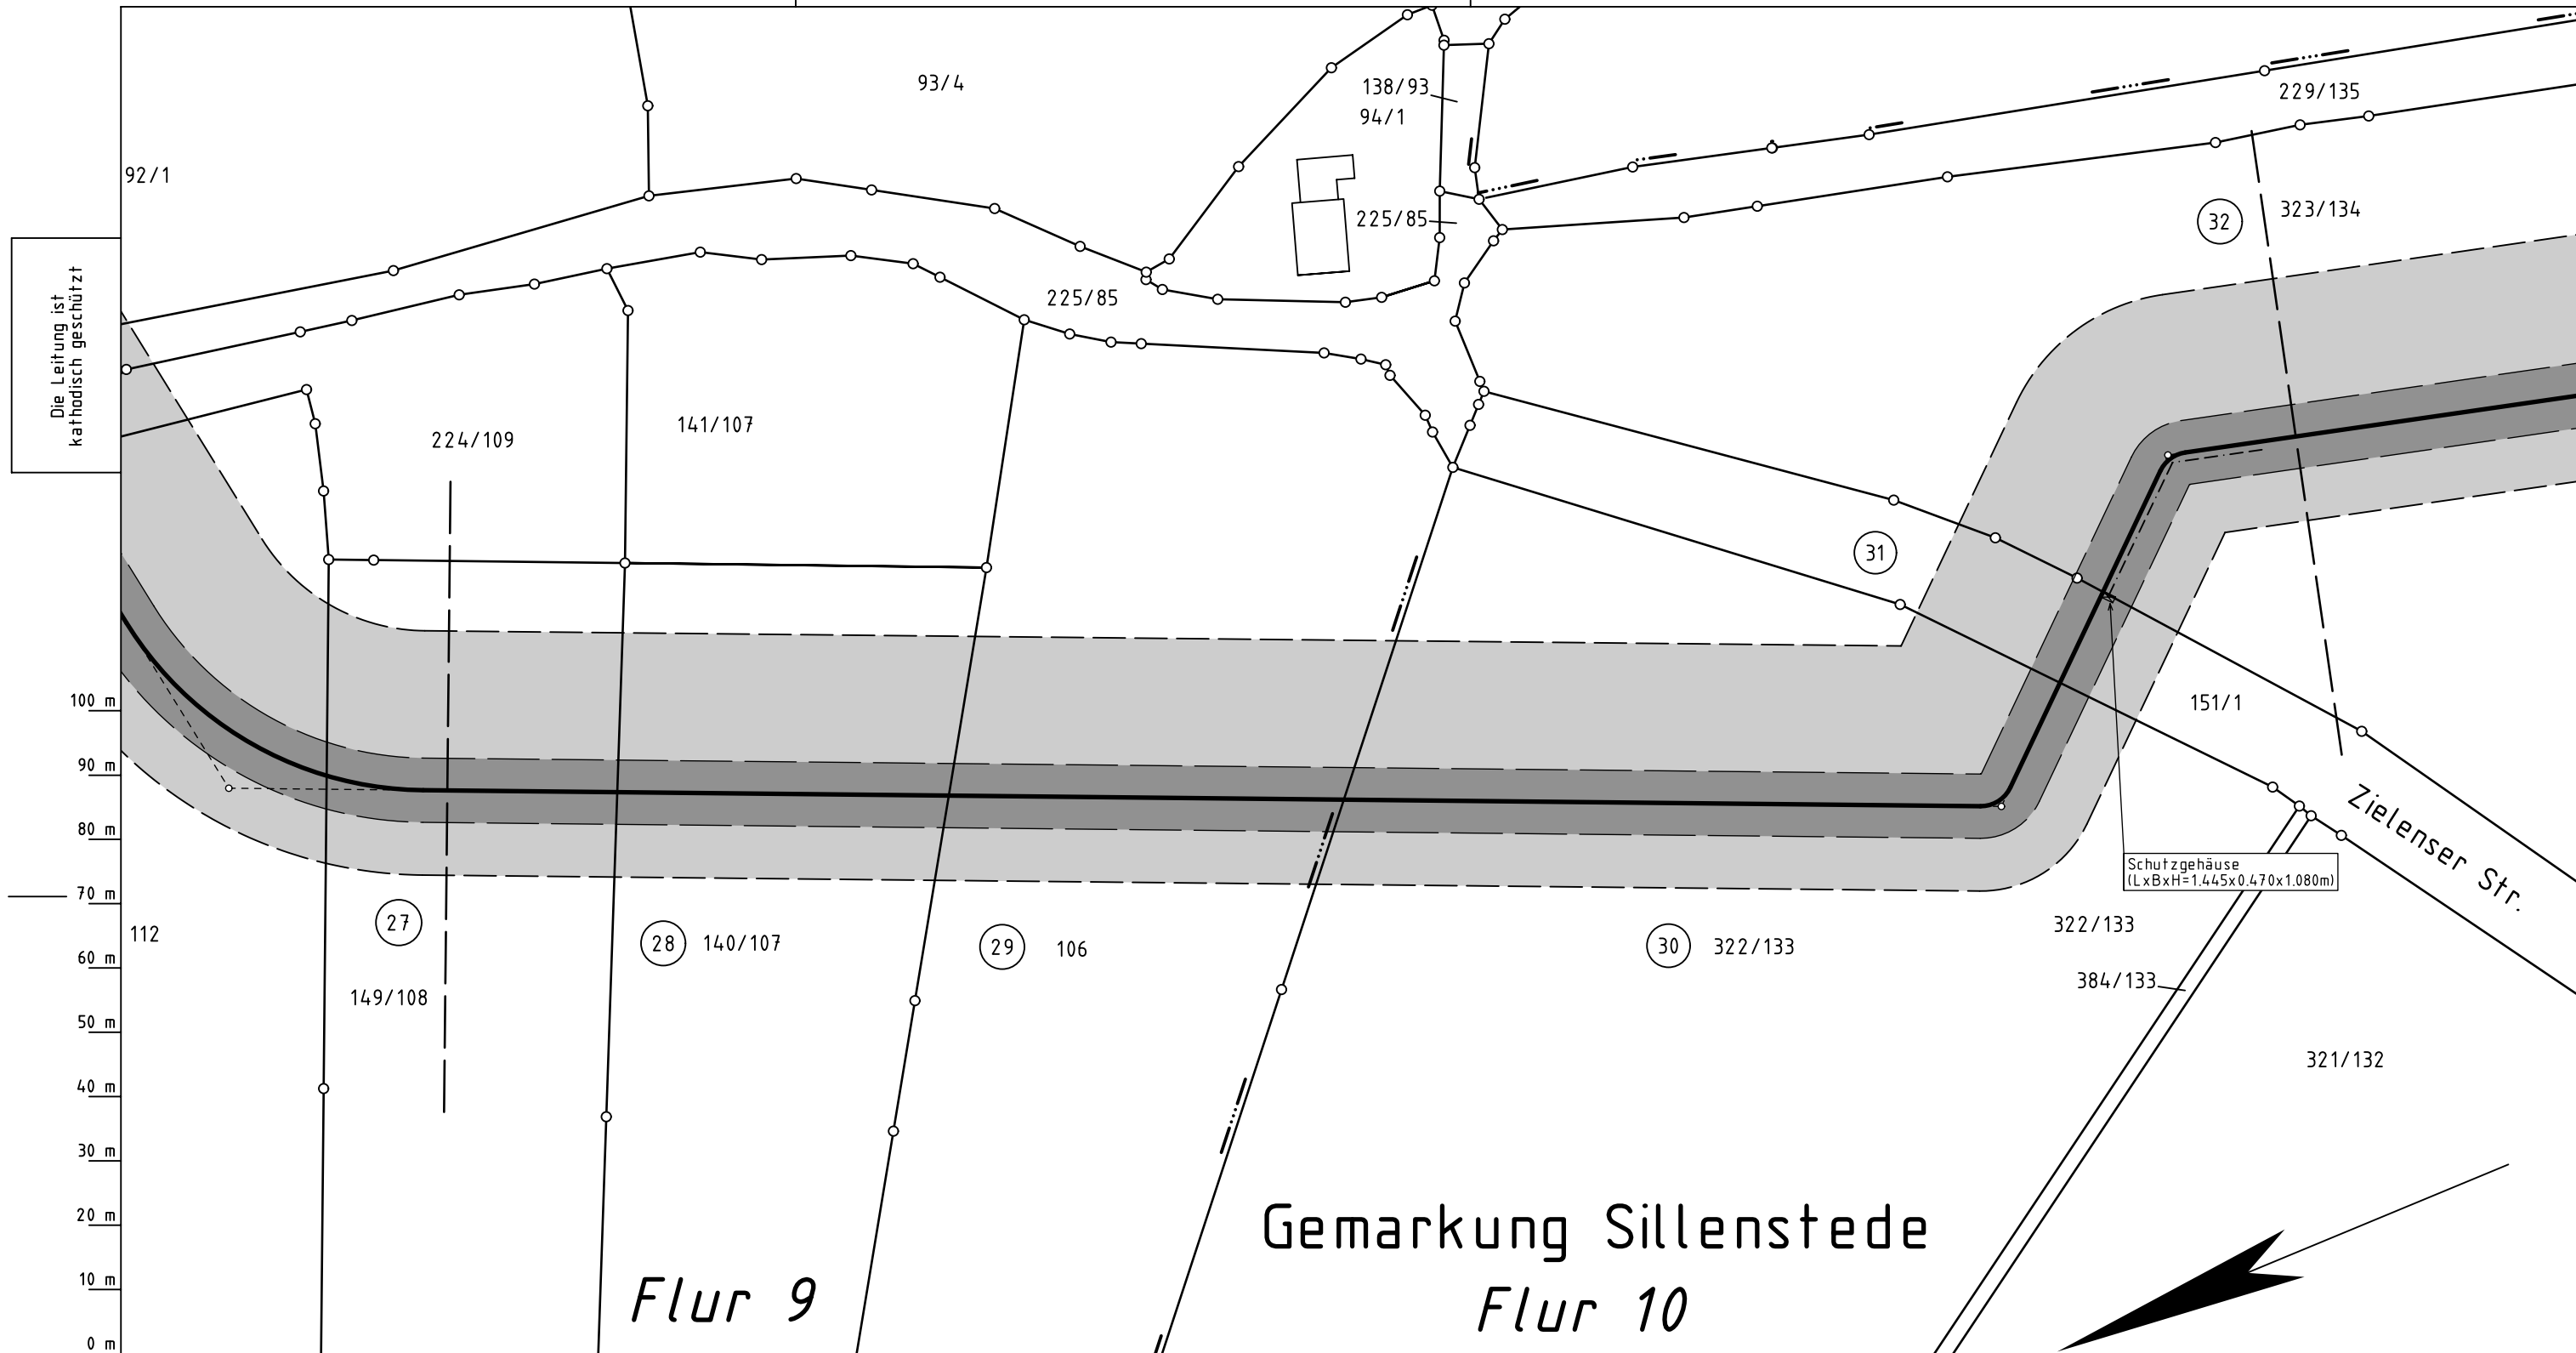 93/4
138/93
94/1
229/135
92/1
225/85
32
323/134
Die Leitung ist
kathodisch geschützt
225/85
224/109
141/107
31
100 m
90 m
80 m
70 m
60 m
50 m
40 m
30 m
20 m
10 m
0 m
151/1
Zielenser Str.
Schutzgehäuse
(LxBxH=1.445x0.470x1.080m)
112
27
28
140/107
29
106
30
322/133
322/133
384/133
149/108
321/132
Gemarkung Sillenstede
Flur 9
Flur 10